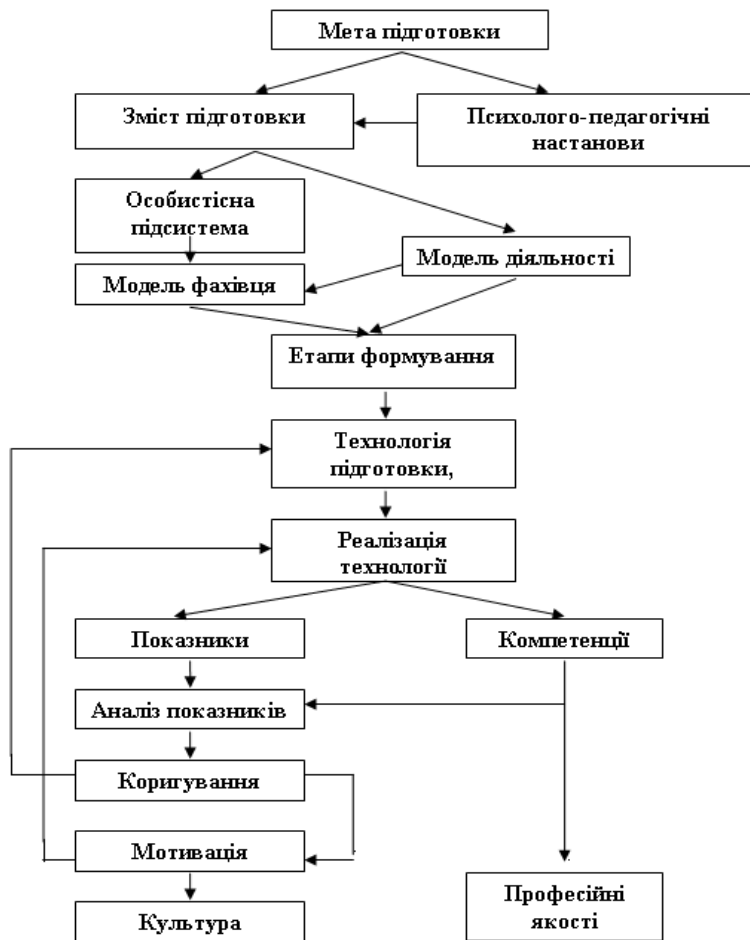 Мета підготовки
Зміст підготовки
Психолого-педагогічні
настанови
Особистісна
підсистема
Модель діяльності
Модель фахівця
Етапи формування
Технологія
підготовки,
Реалізація
технології
Показники
Компетенції
Аналіз показників
Коригування
Мотивація
Професійні
якості
Культура